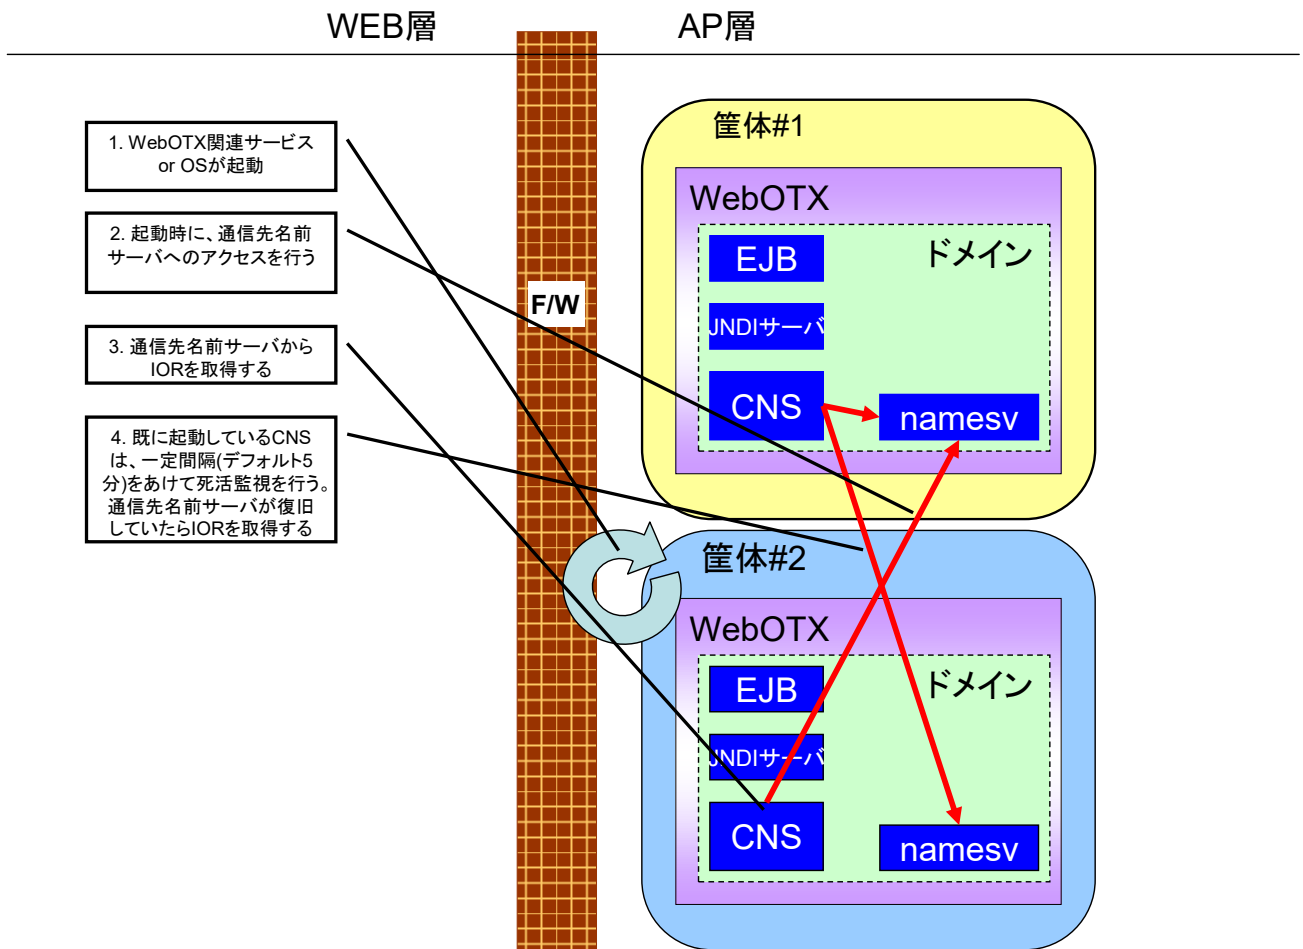 WEB層
AP層
1. WebOTX関連サービス
or OSが起動
2. 起動時に、通信先名前
サーバへのアクセスを行う
3. 通信先名前サーバから
IORを取得する
4. 既に起動しているCNS
は、一定間隔(デフォルト5
分)をあけて死活監視を行う。
通信先名前サーバが復旧
していたらIORを取得する
F/W
筐体#1
WebOTX
ドメイン
EJB
JNDIサーバ
CNS
namesv
筐体#2
WebOTX
ドメイン
EJB
JNDIサーバ
CNS
namesv